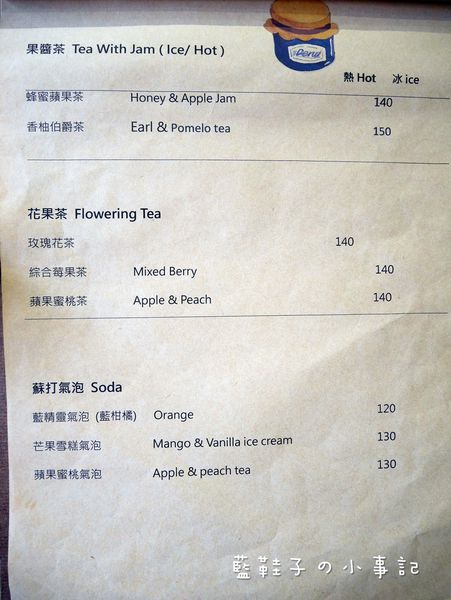 果醬茶 Tea With Jam ( Ice/ Hot )
熱 Hot 冰 ice
蜂蜜蘋果茶 Honey & Apple Jam 140
香柚伯爵茶 Earl & Pomelo tea 150
花果茶 Flowering Tea
玫瑰花茶 140
綜合莓果茶 Mixed Berry 140
蘋果蜜桃茶 Apple & Peach 140
蘇打氣泡 Soda
藍精靈氣泡 (藍柑橘) Orange 120
芒果雪糕氣泡 Mango & Vanilla ice cream 130
蘋果蜜桃氣泡 Apple & peach tea 130
藍鞋子の小事記